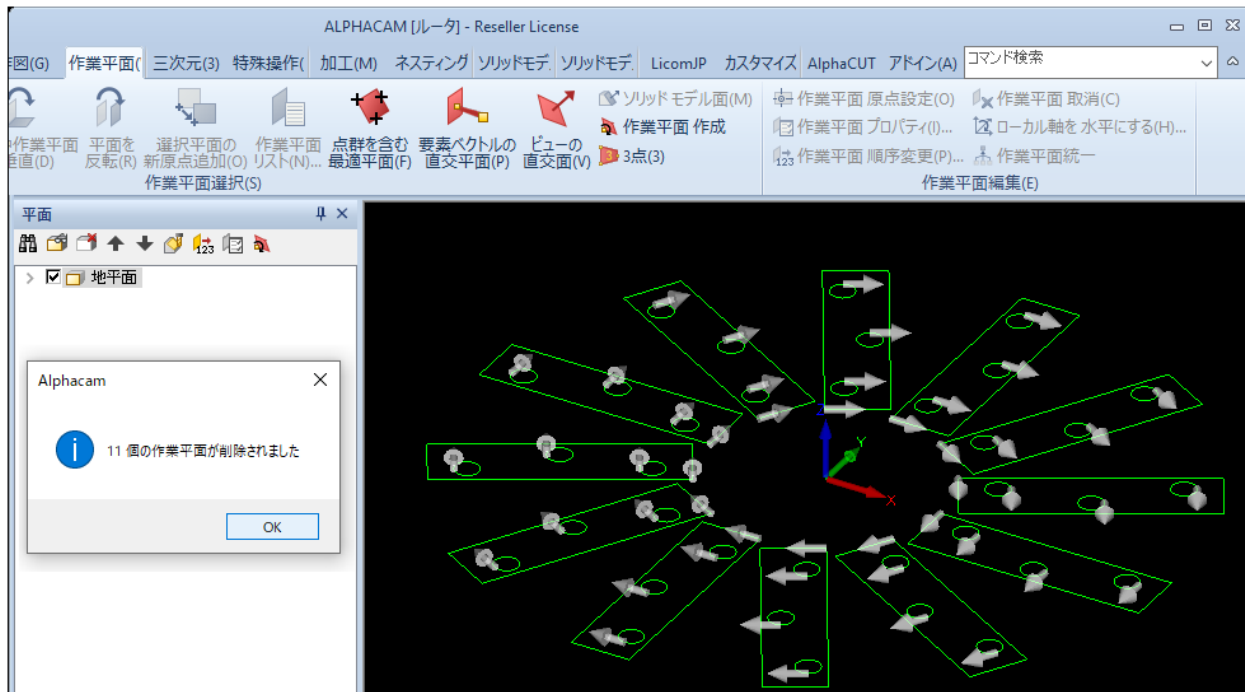 ALPHACAM [ルータ] - Reseller License
図(G) 作業平面( 三次元(3) 特殊操作( 加工(M) ネスティング ソリッドモデ. ソリッドモデ. LicomJP カスタマイズ AlphaCUT アドイン(A) コマンド検索
作業平面 垂直(D)
平面を 反転(R)
選択平面の 新原点追加(O)
作業平面 リスト(N)...
点群を含む 最適平面(F)
要素ベクトルの 直交平面(P)
ビューの 直交面(V)
ソリッド モデル面(M)
作業平面 作成
3点(3)
作業平面選択(S)
作業平面 原点設定(O)
作業平面 プロパティ(I)...
作業平面 順序変更(P)...
作業平面 取消(C)
ローカル軸を 水平にする(H)...
作業平面統一
作業平面編集(E)
平面
123
地平面
Alphacam
11 個の作業平面が削除されました
OK
Z
Y
X